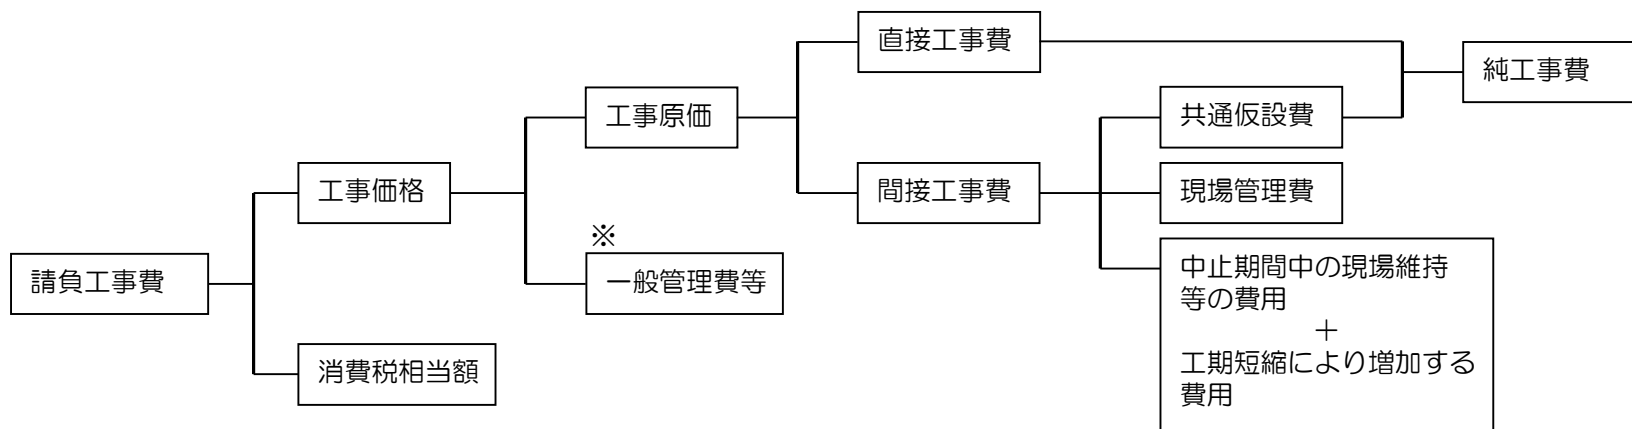 直接工事費
純工事費
工事原価
共通仮設費
工事価格
間接工事費
現場管理費
※
一般管理費等
請負工事費
中止期間中の現場維持
等の費用
+
工期短縮により増加する
費用
消費税相当額